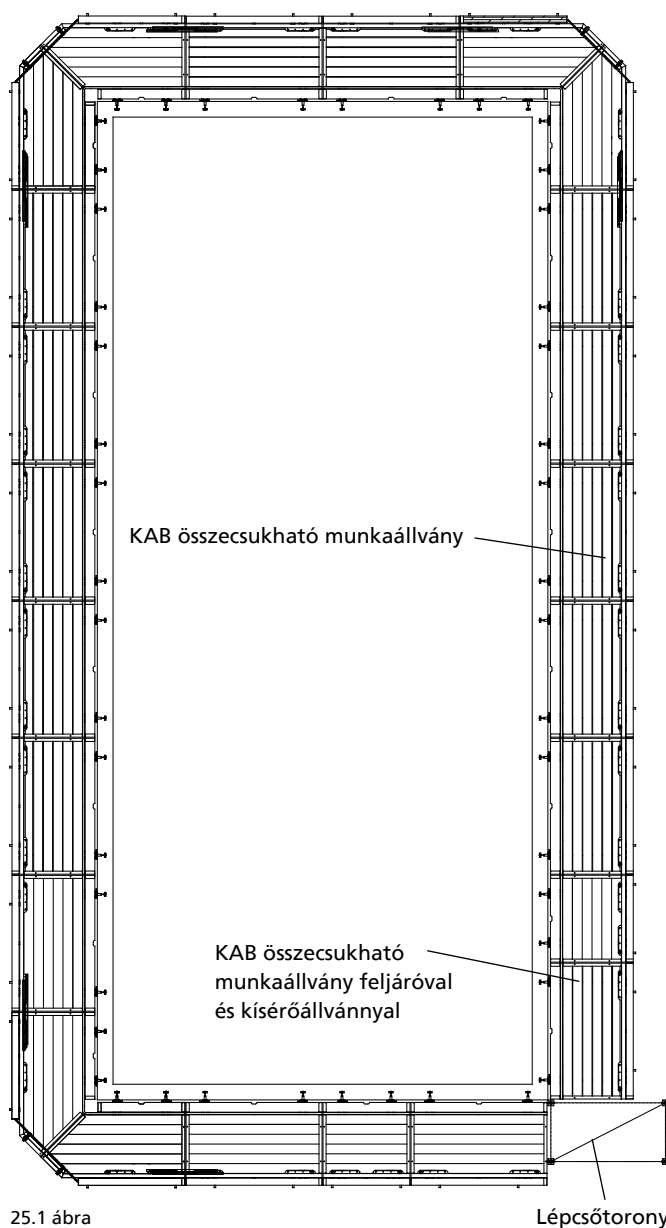 KAB összecsukható munkaállvány
KAB összecsukható
munkaállvány feljáróval
és kísérőállvánnyal
25.1 ábra
Lépcsőtorony